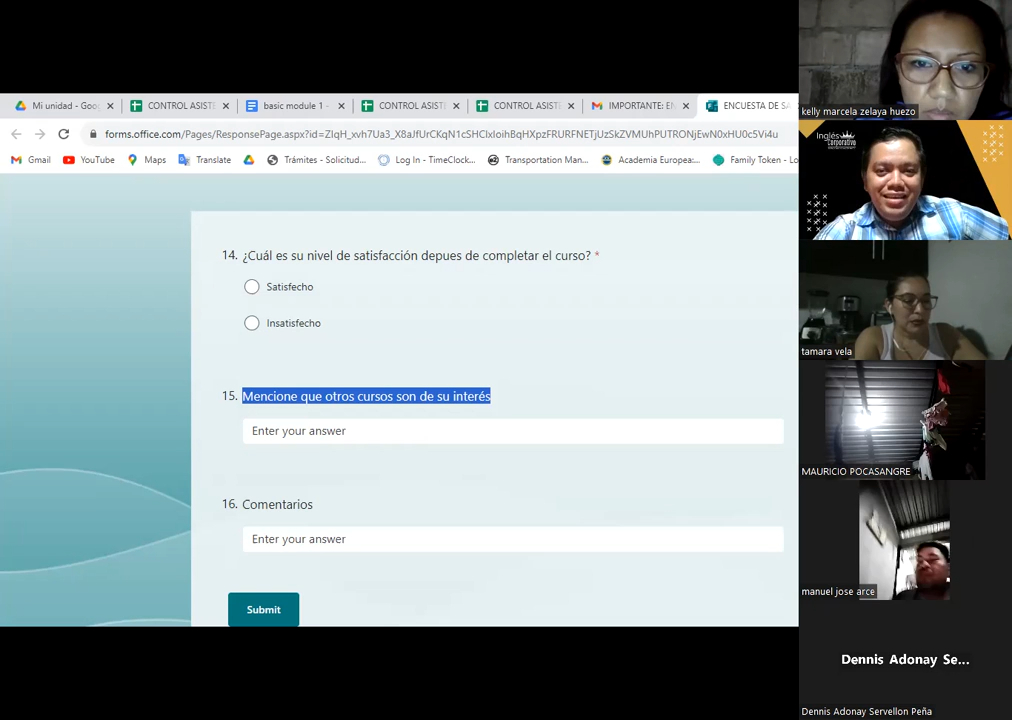 Mi unidad - Goo
CONTROL ASISTE
basic module 1 -
CONTROL ASISTE
CONTROL ASISTE
IMPORTANTE: EN
ENCUESTA DE SA
forms.office.com/Pages/ResponsePage.aspx?id=ZIqH_xvh7Ua3_X8aJfUrCKqN1cSHClxIoihBqHXpzFRURFNETjUzSkZVMUhPUTRONjEwN0xHU0c5Vi4u
Gmail
YouTube
Maps
Translate
Trámites - Solicitud...
Log In - TimeClock...
Transportation Man...
Academia Europea:...
Family Token - Lo
14. ¿Cuál es su nivel de satisfacción depues de completar el curso? *
Satisfecho
Insatisfecho
15. Mencione que otros cursos son de su interés
Enter your answer
16. Comentarios
Enter your answer
Submit
kelly marcela zelaya huezo
Inglés
Corporativo
tamara vela
MAURICIO POCASANGRE
manuel jose arce
Dennis Adonay Se...
Dennis Adonay Servellon Peña